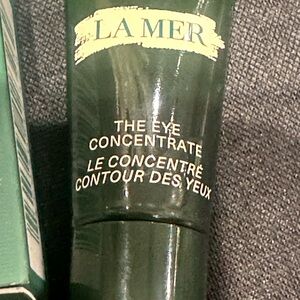 LA MER
THE EYE
CONCENTRATE
LE CONCENTRÉ
CONTOUR DES YEUX